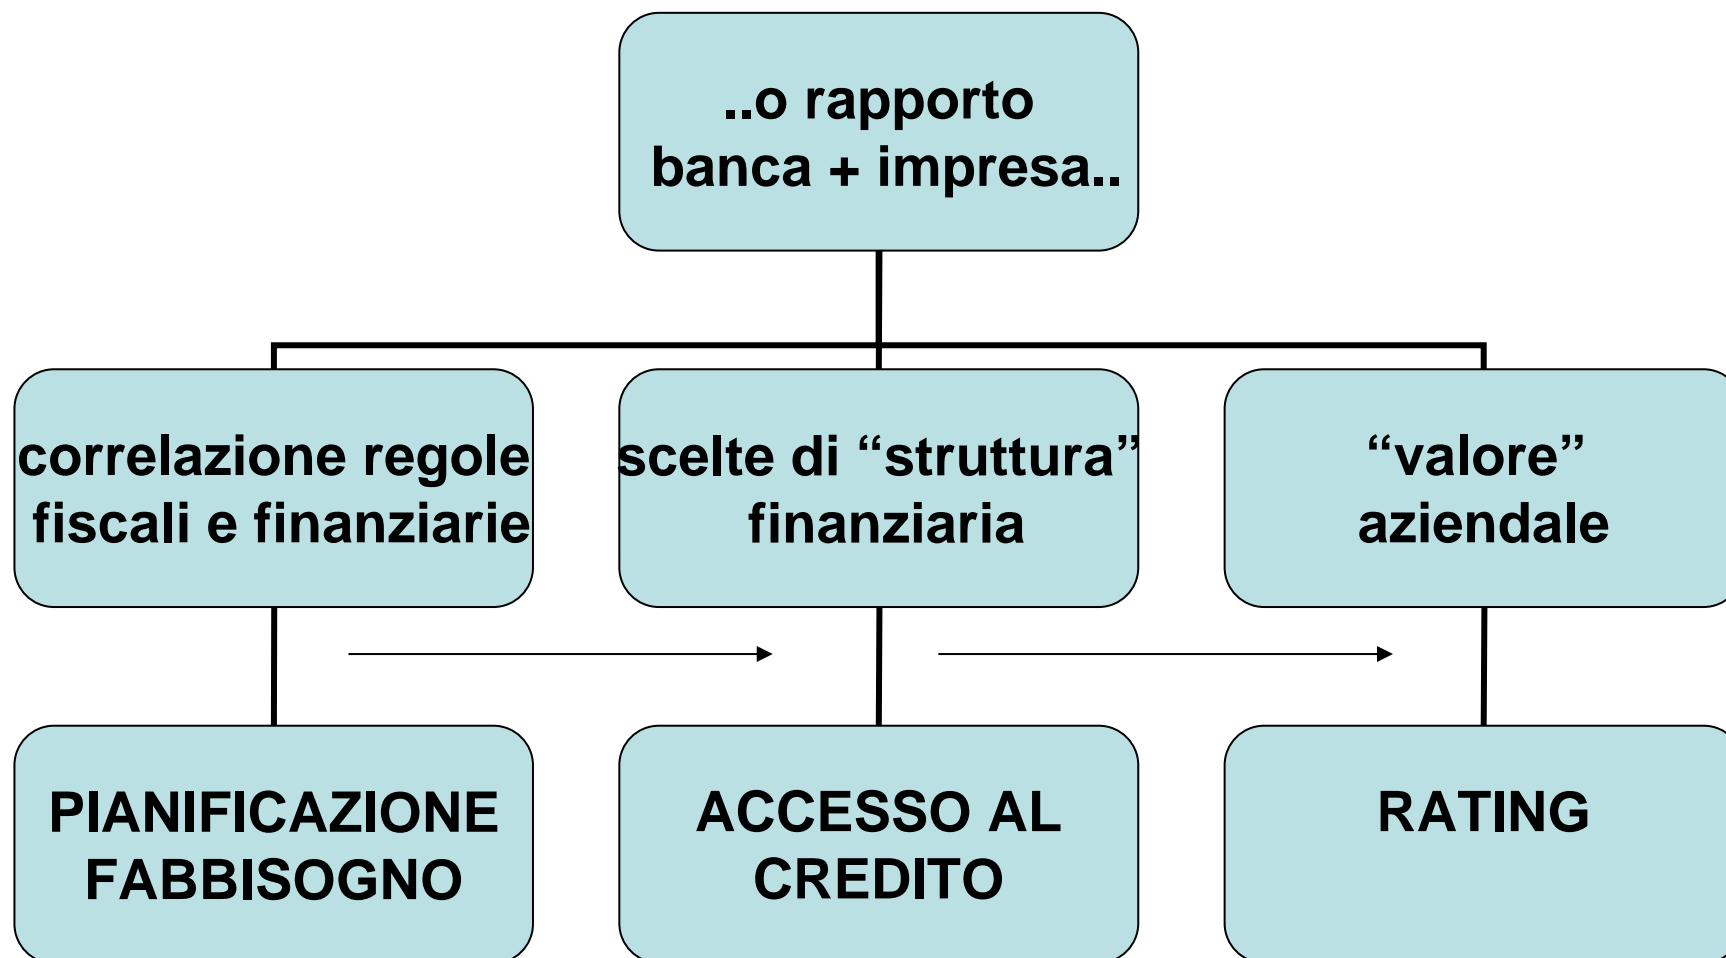 ..o rapporto
banca + impresa..
correlazione regole
fiscali e finanziarie
scelte di “struttura”
finanziaria
“valore”
aziendale
PIANIFICAZIONE
FABBISOGNO
ACCESSO AL
CREDITO
RATING